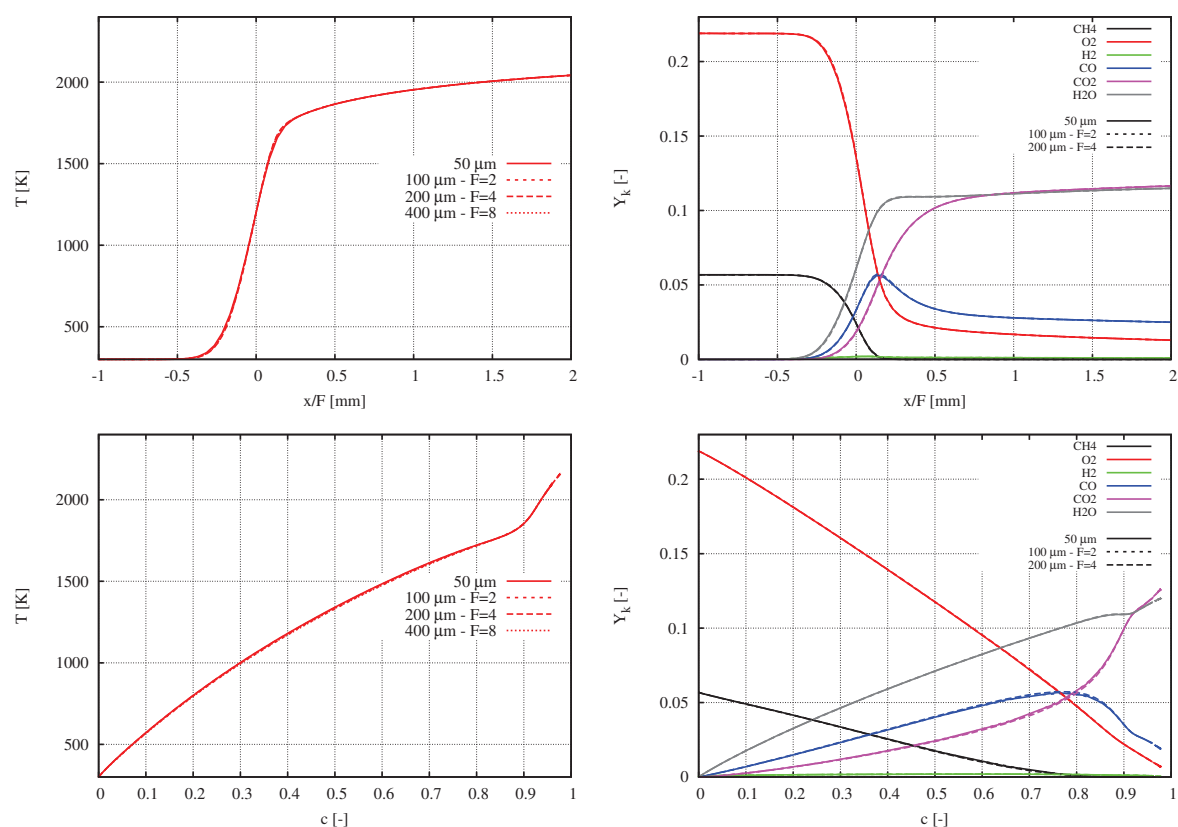 2000
1500
1000
500
T [K]
50 µm
100 µm - F=2
200 µm - F=4
400 µm - F=8
-1 -0.5 0 0.5 1 1.5 2
x/F [mm]
0.2
0.15
0.1
0.05
0
Y_k [-]
CH4
O2
H2
CO
CO2
H2O
50 µm
100 µm - F=2
200 µm - F=4
-1 -0.5 0 0.5 1 1.5 2
x/F [mm]
2000
1500
1000
500
T [K]
50 µm
100 µm - F=2
200 µm - F=4
400 µm - F=8
0 0.1 0.2 0.3 0.4 0.5 0.6 0.7 0.8 0.9 1
c [-]
0.2
0.15
0.1
0.05
0
Y_k [-]
CH4
O2
H2
CO
CO2
H2O
50 µm
100 µm - F=2
200 µm - F=4
0 0.1 0.2 0.3 0.4 0.5 0.6 0.7 0.8 0.9 1
c [-]